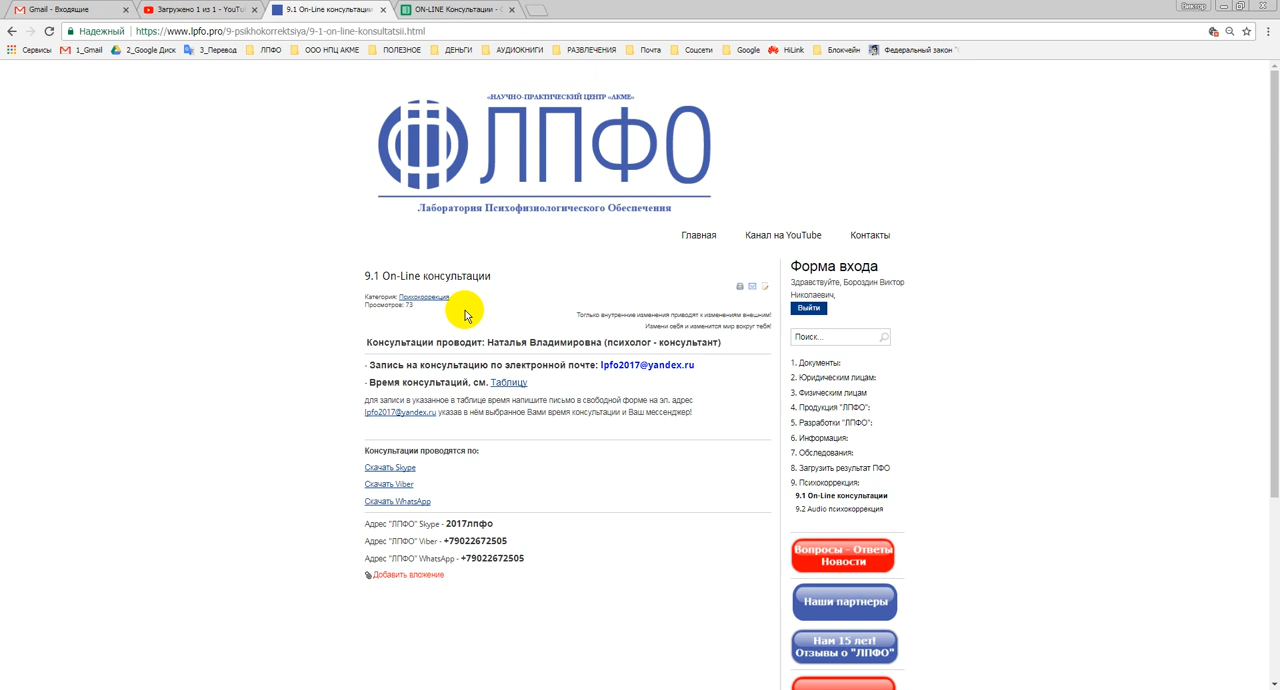 Gmail - Входящие
Загружено 1 из 1 - YouTu
9.1 On-Line консультации
ON-LINE Консультации -
Виктор
Надежный
https://www.lpfo.pro/9-psikhokorrektsiya/9-1-on-line-konsultatsii.html
Сервисы
1_Gmail
2_Google Диск
3_Перевод
ЛПФО
ООО НПЦ АКМЕ
ПОЛЕЗНОЕ
ДЕНЬГИ
АУДИОКНИГИ
РАЗВЛЕЧЕНИЯ
Почта
Соцсети
Google
HiLink
Блокчейн
Федеральный закон "
«НАУЧНО-ПРАКТИЧЕСКИЙ ЦЕНТР «АКМЕ»
ЛПФО
Лаборатория Психофизиологического Обеспечения
Главная
Канал на YouTube
Контакты
9.1 On-Line консультации
Категория: Психокоррекция
Просмотров: 73
Только внутренние изменения приводят к изменениям внешним!
Измени себя и изменится мир вокруг тебя!
Консультации проводит: Наталья Владимировна (психолог - консультант)
- Запись на консультацию по электронной почте: lpfo2017@yandex.ru
- Время консультаций, см. Таблицу
для записи в указанное в таблице время напишите письмо в свободной форме на эл. адрес
lpfo2017@yandex.ru указав в нём выбранное Вами время консультации и Ваш мессенджер!
Консультации проводятся по:
Скачать Skype
Скачать Viber
Скачать WhatsApp
Адрес "ЛПФО" Skype - 2017лпфо
Адрес "ЛПФО" Viber - +79022672505
Адрес "ЛПФО" WhatsApp - +79022672505
Добавить вложение
Форма входа
Здравствуйте, Бороздин Виктор
Николаевич,
Выйти
Поиск...
1. Документы:
2. Юридическим лицам:
3. Физическим лицам
4. Продукция "ЛПФО":
5. Разработки "ЛПФО":
6. Информация:
7. Обследования:
8. Загрузить результат ПФО
9. Психокоррекция:
9.1 On-Line консультации
9.2 Audio психокоррекция
Вопросы - Ответы
Новости
Наши партнеры
Нам 15 лет!
Отзывы о "ЛПФО"